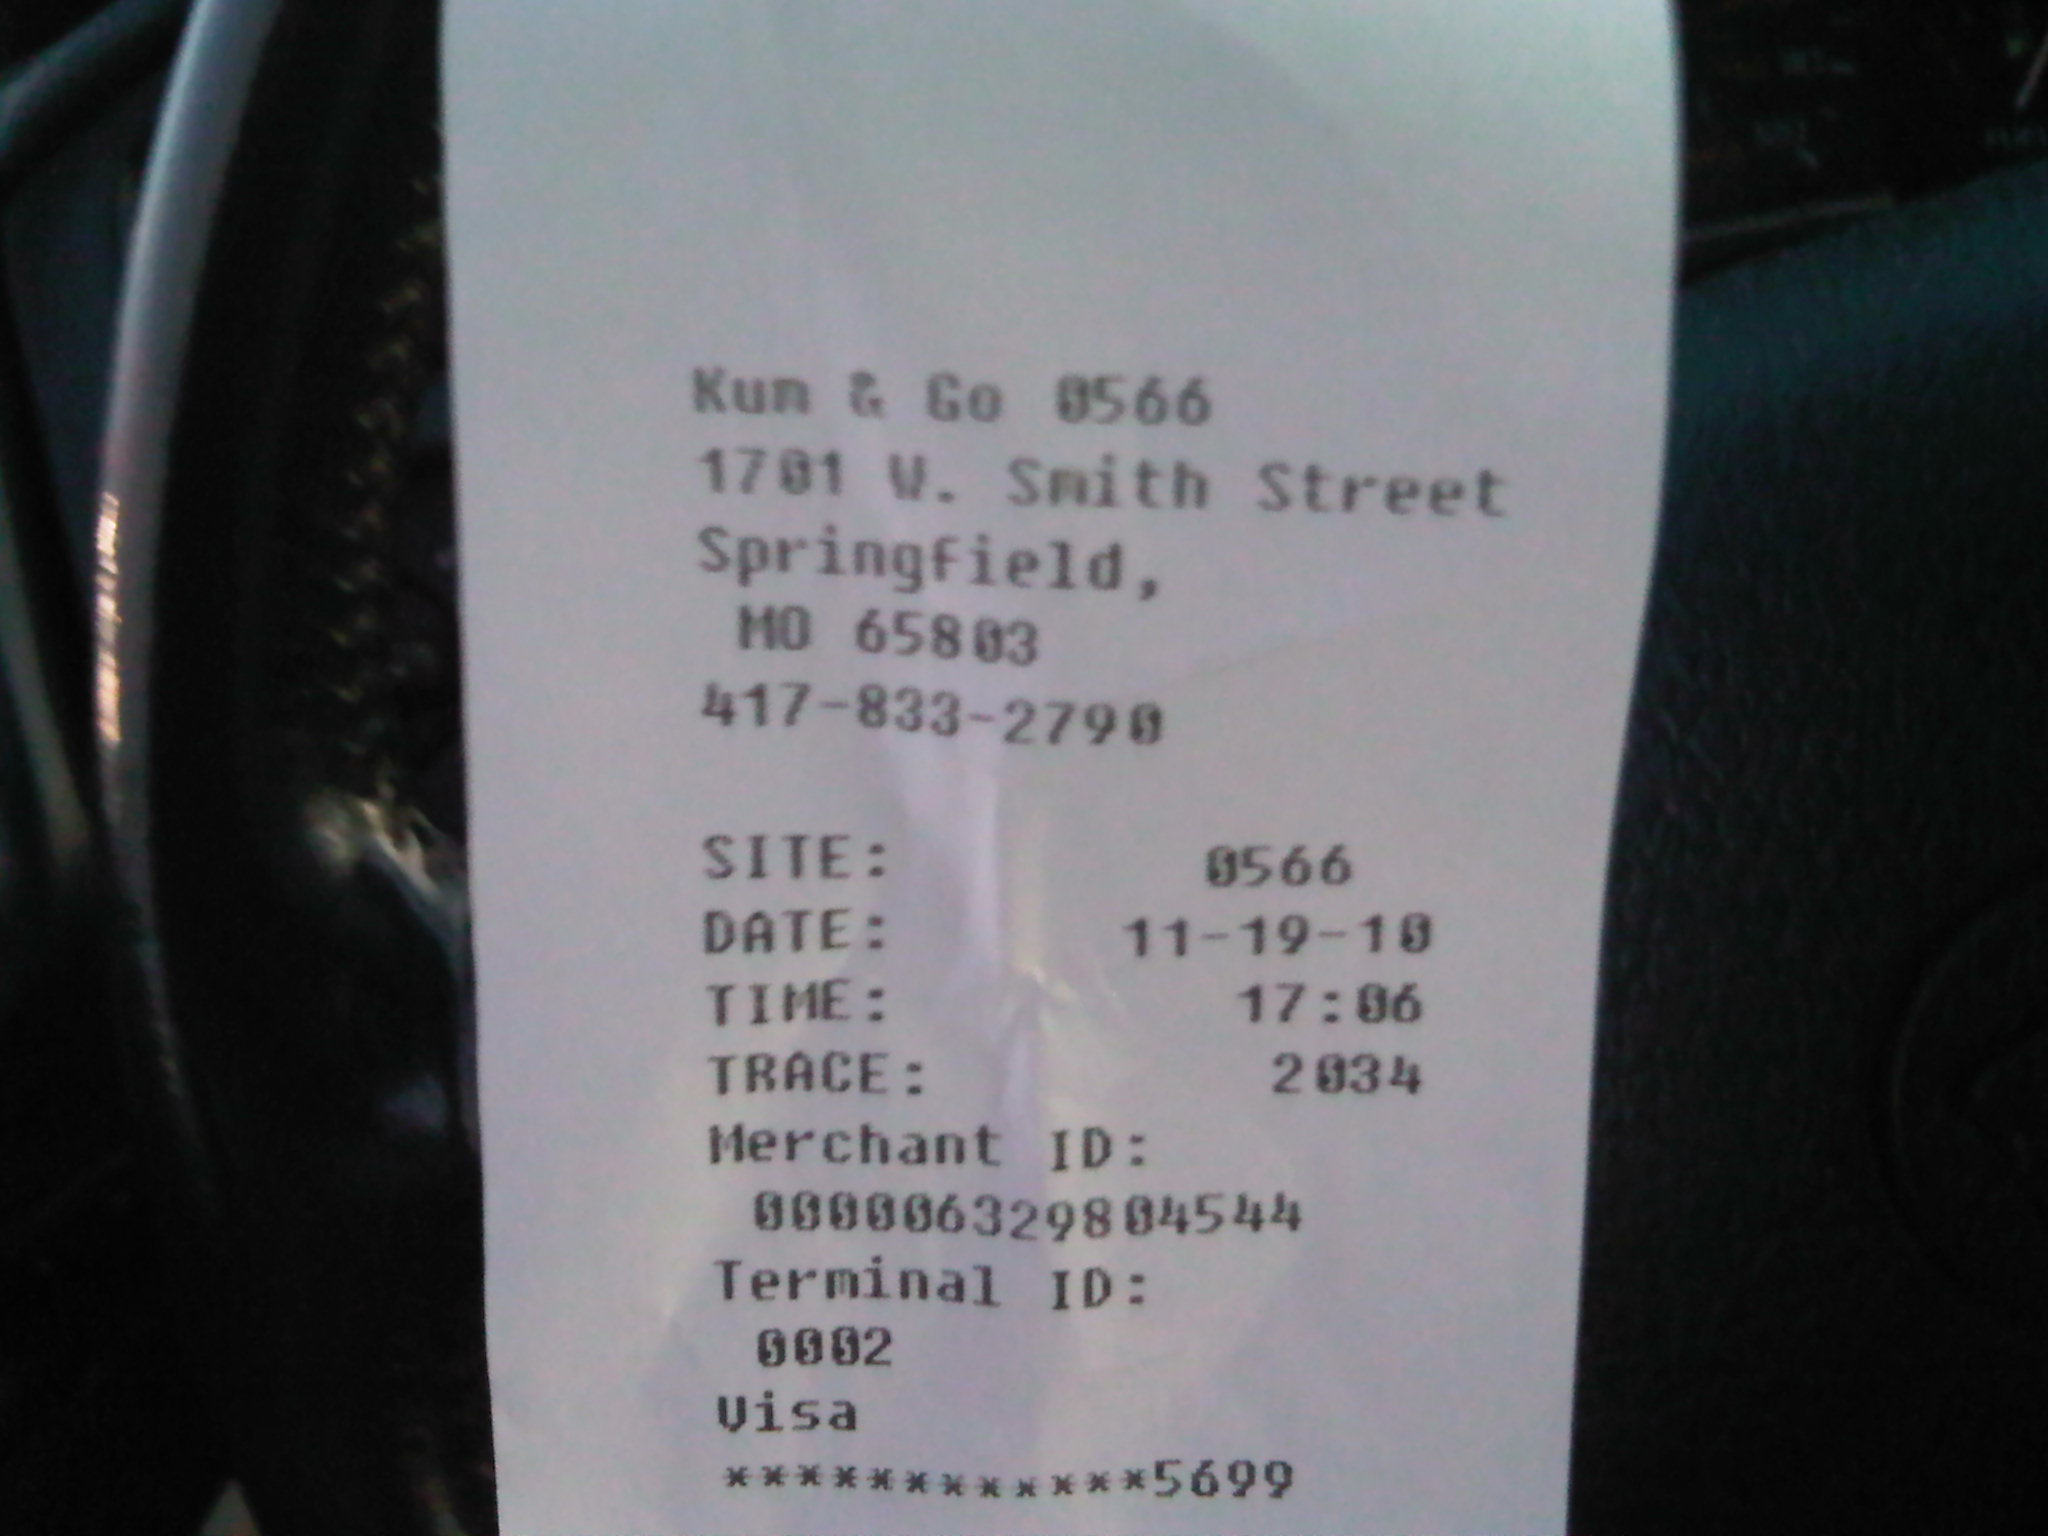 Kum & Go 0566
1701 W. Smith Street
Springfield,
MO 65803
417-833-2790
SITE: 0566
DATE: 11-19-10
TIME: 17:06
TRACE: 2034
Merchant ID:
000006329804544
Terminal ID:
0002
Visa
************5699